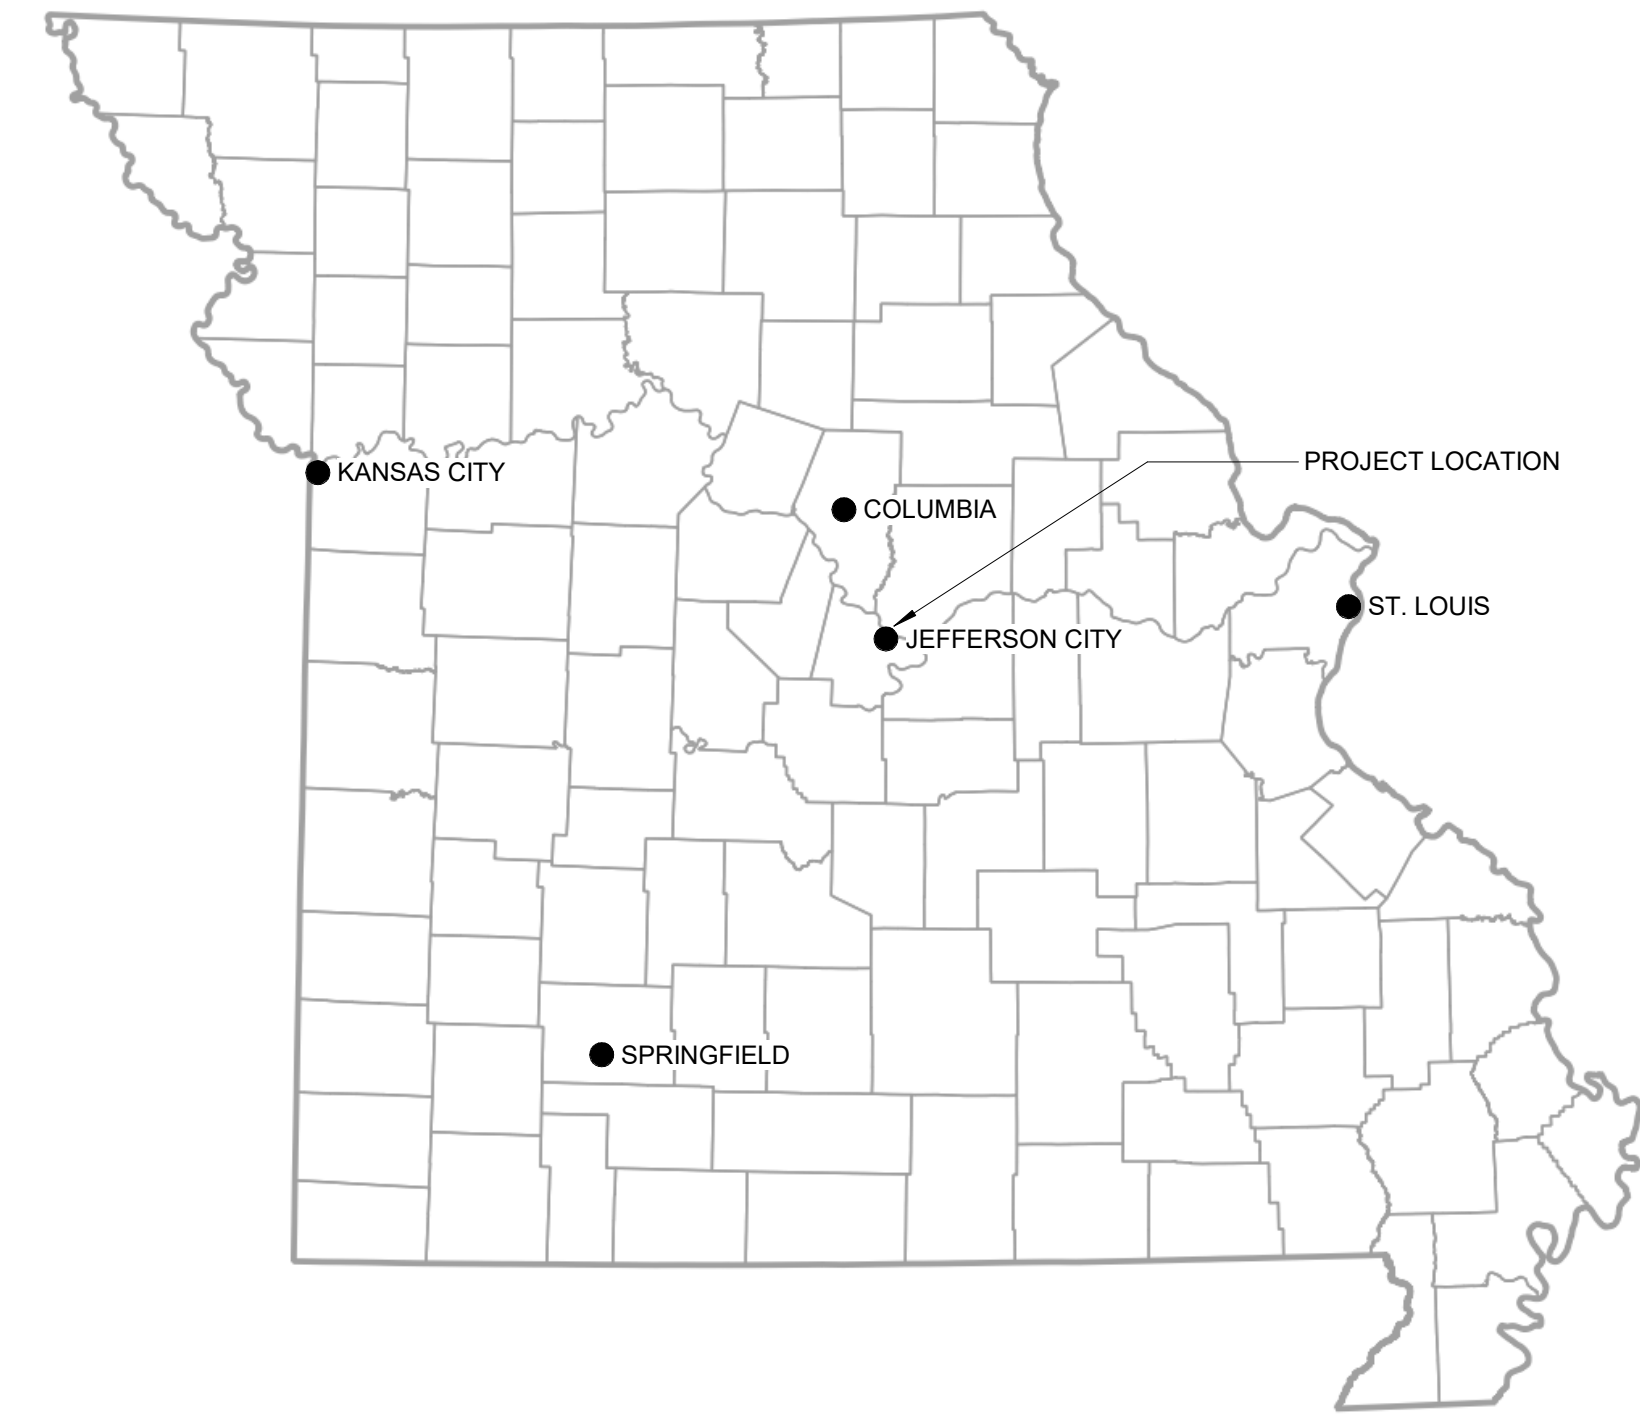 PROJECT LOCATION
KANSAS CITY
COLUMBIA
ST. LOUIS
JEFFERSON CITY
SPRINGFIELD